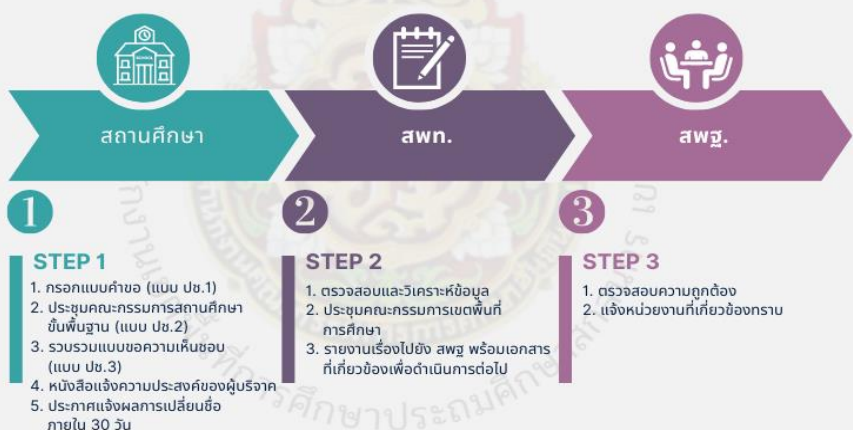 SCHOOL
สถานศึกษา
สพท.
สพฐ.
1
2
3
STEP 1
1. กรอกแบบคำขอ (แบบ ปช.1)
2. ประชุมคณะกรรมการสถานศึกษา
ขั้นพื้นฐาน (แบบ ปช.2)
3. รวบรวมแบบขอความเห็นชอบ
(แบบ ปช.3)
4. หนังสือแจ้งความประสงค์ของผู้บริจาค
5. ประกาศแจ้งผลการเปลี่ยนชื่อ
ภายใน 30 วัน
STEP 2
1. ตรวจสอบและวิเคราะห์ข้อมูล
2. ประชุมคณะกรรมการเขตพื้นที่
การศึกษา
3. รายงานเรื่องไปยัง สพฐ พร้อมเอกสาร
ที่เกี่ยวข้องเพื่อดำเนินการต่อไป
STEP 3
1. ตรวจสอบความถูกต้อง
2. แจ้งหน่วยงานที่เกี่ยวข้องทราบ